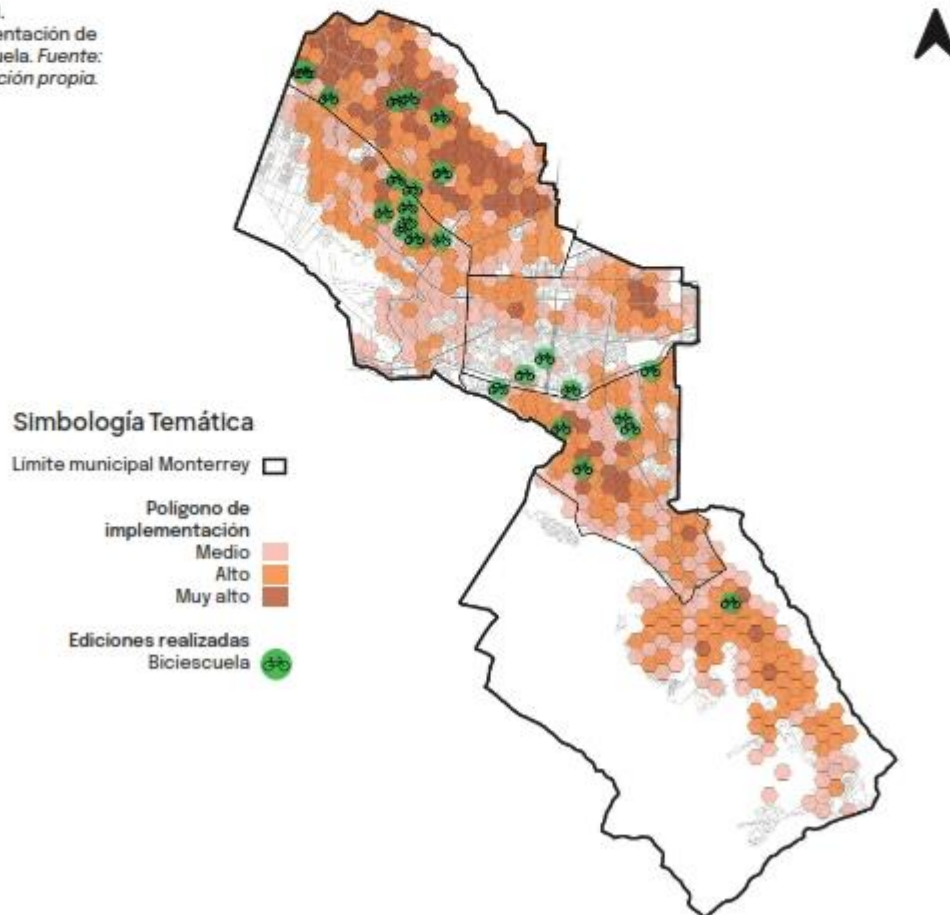 entación de
uela. Fuente:
ción propia.
Simbología Temática
Límite municipal Monterrey
Polígono de
implementación
Medio
Alto
Muy alto
Ediciones realizadas
Biciescuela